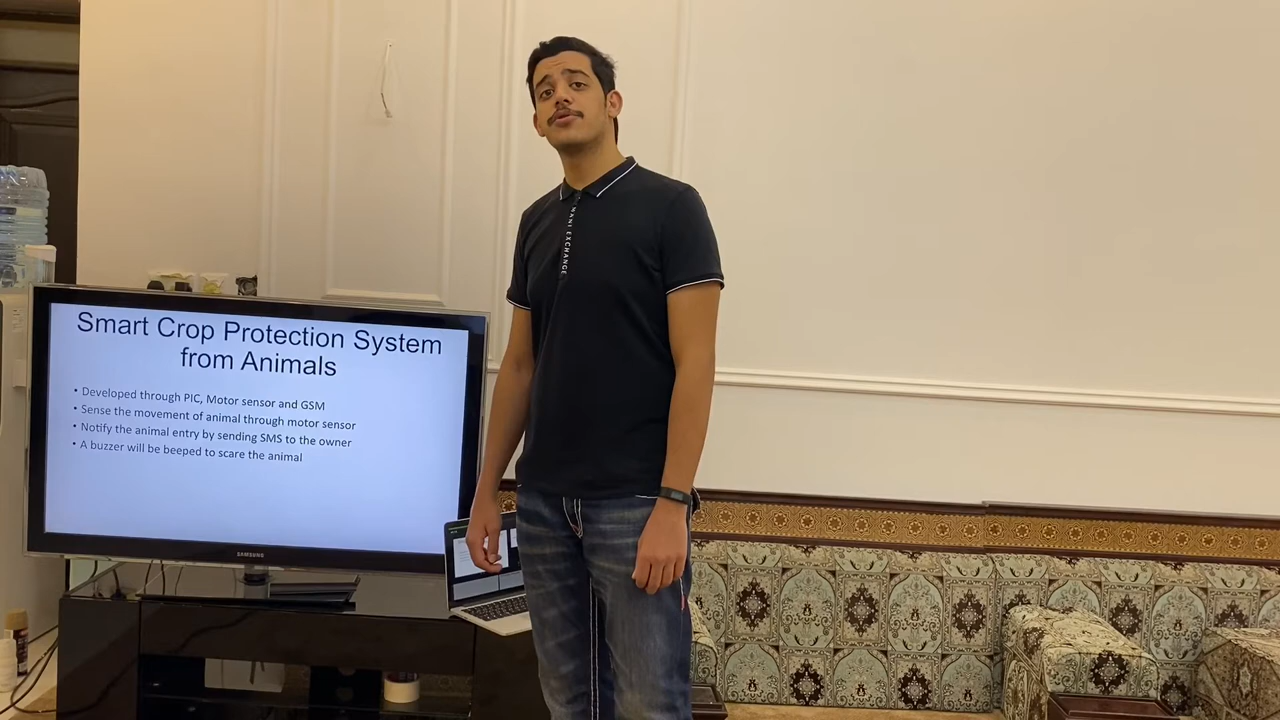 Smart Crop Protection System
from Animals
• Developed through PIC, Motor sensor and GSM
• Sense the movement of animal through motor sensor
• Notify the animal entry by sending SMS to the owner
• A buzzer will be beeped to scare the animal
SAMSUNG
EXCHANGE